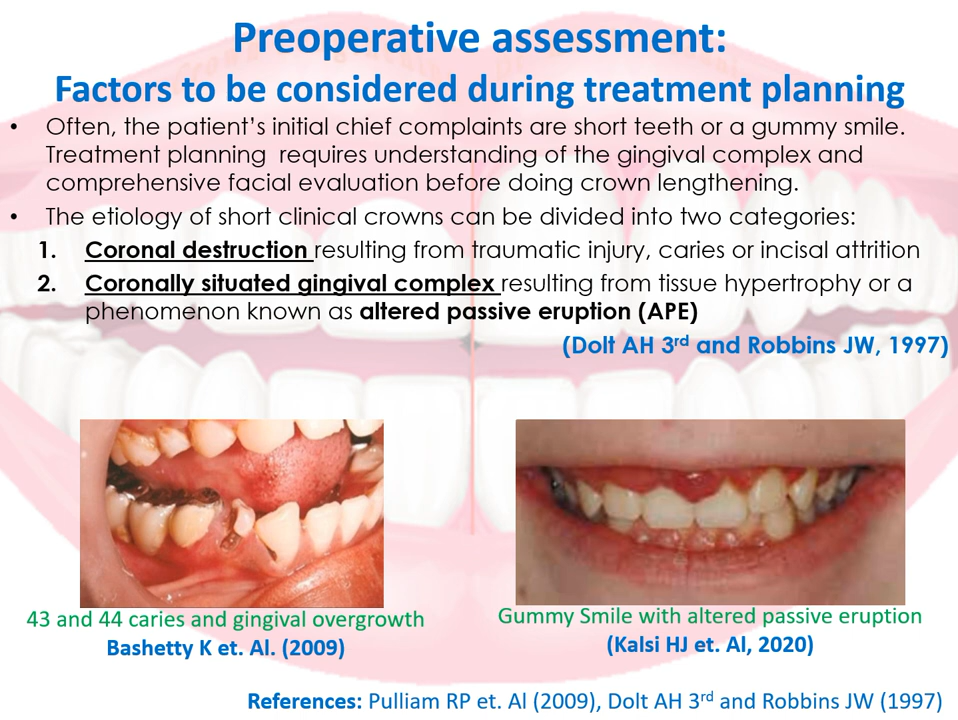 Preoperative assessment:
Factors to be considered during treatment planning
• Often, the patient's initial chief complaints are short teeth or a gummy smile.
Treatment planning requires understanding of the gingival complex and
comprehensive facial evaluation before doing crown lengthening.
• The etiology of short clinical crowns can be divided into two categories:
1. Coronal destruction resulting from traumatic injury, caries or incisal attrition
2. Coronally situated gingival complex resulting from tissue hypertrophy or a
phenomenon known as altered passive eruption (APE)
(Dolt AH 3rd and Robbins JW, 1997)
43 and 44 caries and gingival overgrowth
Bashetty K et. Al. (2009)
Gummy Smile with altered passive eruption
(Kalsi HJ et. Al, 2020)
References: Pulliam RP et. Al (2009), Dolt AH 3rd and Robbins JW (1997)